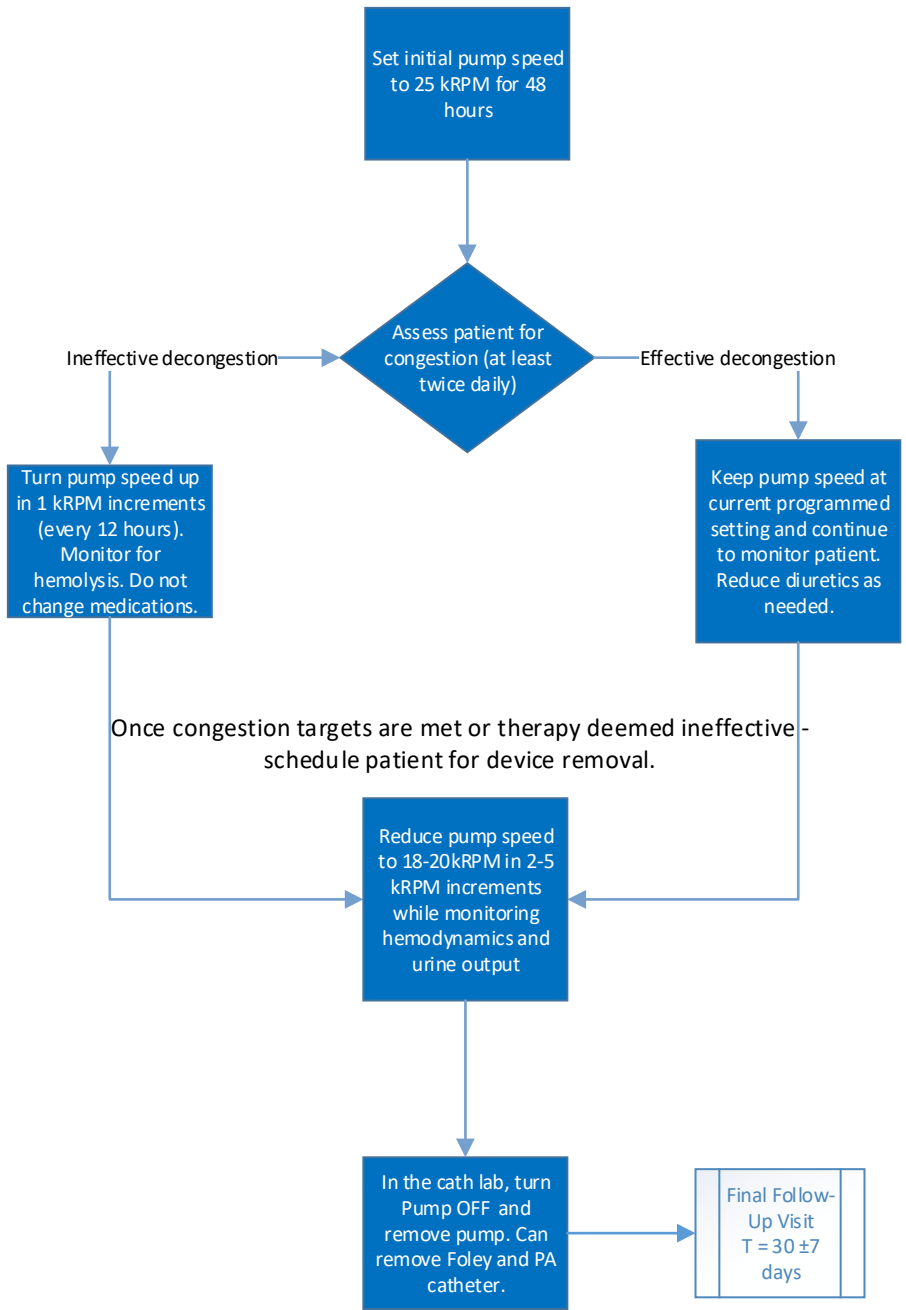 Set initial pump speed
to 25 kRPM for 48
hours
Assess patient for
congestion (at least
twice daily)
Ineffective decongestion
Effective decongestion
Turn pump speed up
in 1 kRPM increments
(every 12 hours).
Monitor for
hemolysis. Do not
change medications.
Keep pump speed at
current programmed
setting and continue
to monitor patient.
Reduce diuretics as
needed.
Once congestion targets are met or therapy deemed ineffective -
schedule patient for device removal.
Reduce pump speed
to 18-20kRPM in 2-5
kRPM increments
while monitoring
hemodynamics and
urine output
In the cath lab, turn
Pump OFF and
remove pump. Can
remove Foley and PA
catheter.
Final Follow-
Up Visit
T = 30 ±7
days